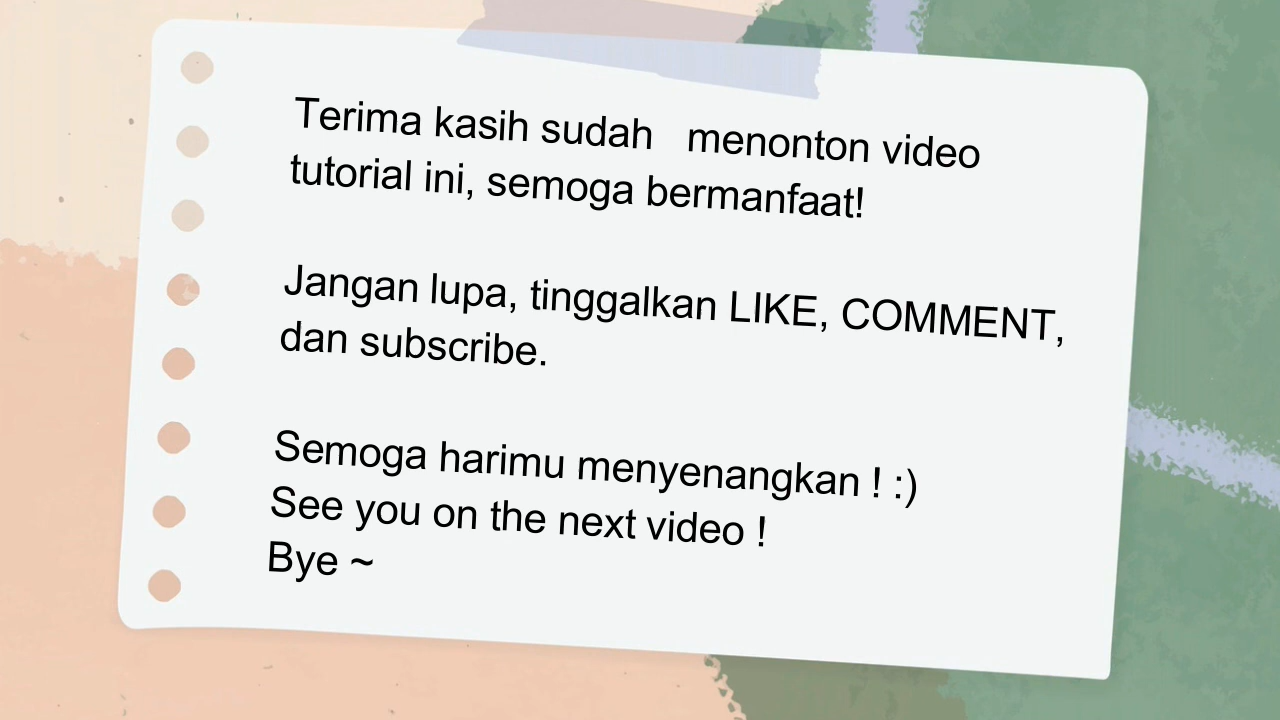 Terima kasih sudah   menonton video
tutorial ini, semoga bermanfaat!
Jangan lupa, tinggalkan LIKE, COMMENT,
dan subscribe.
Semoga harimu menyenangkan ! :)
See you on the next video !
Bye ~